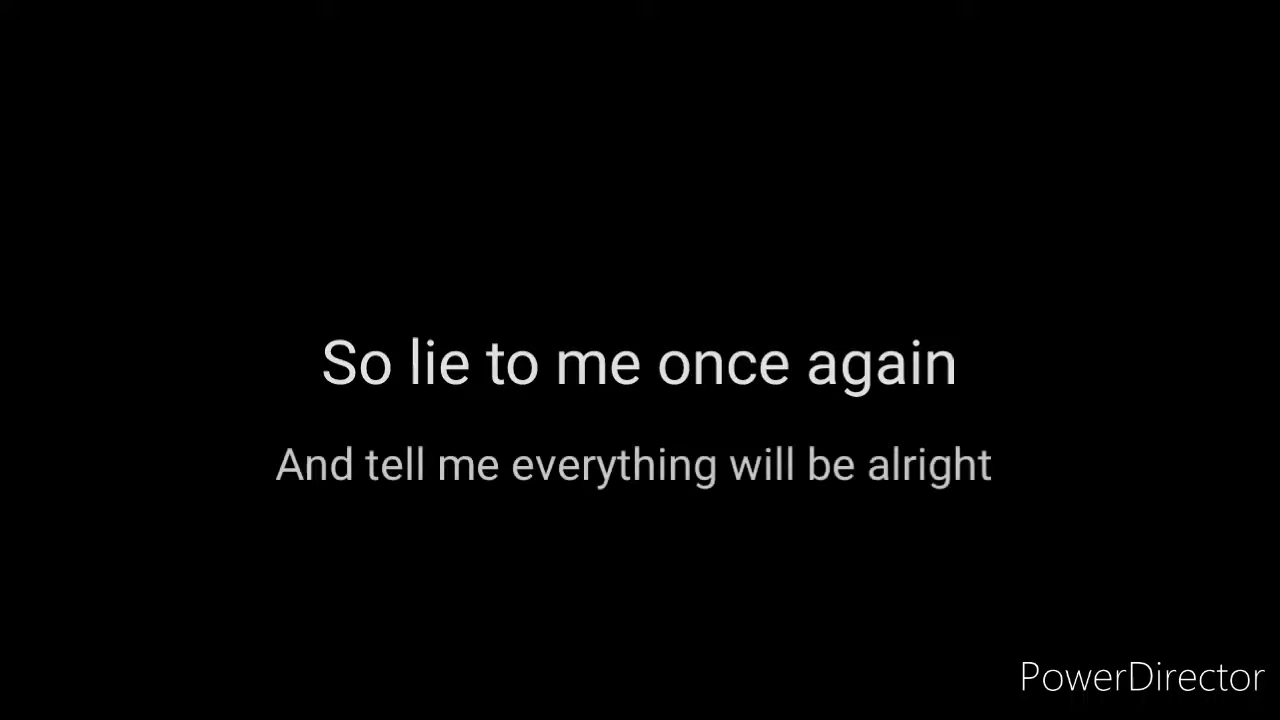 So lie to me once again
And tell me everything will be alright
PowerDirector